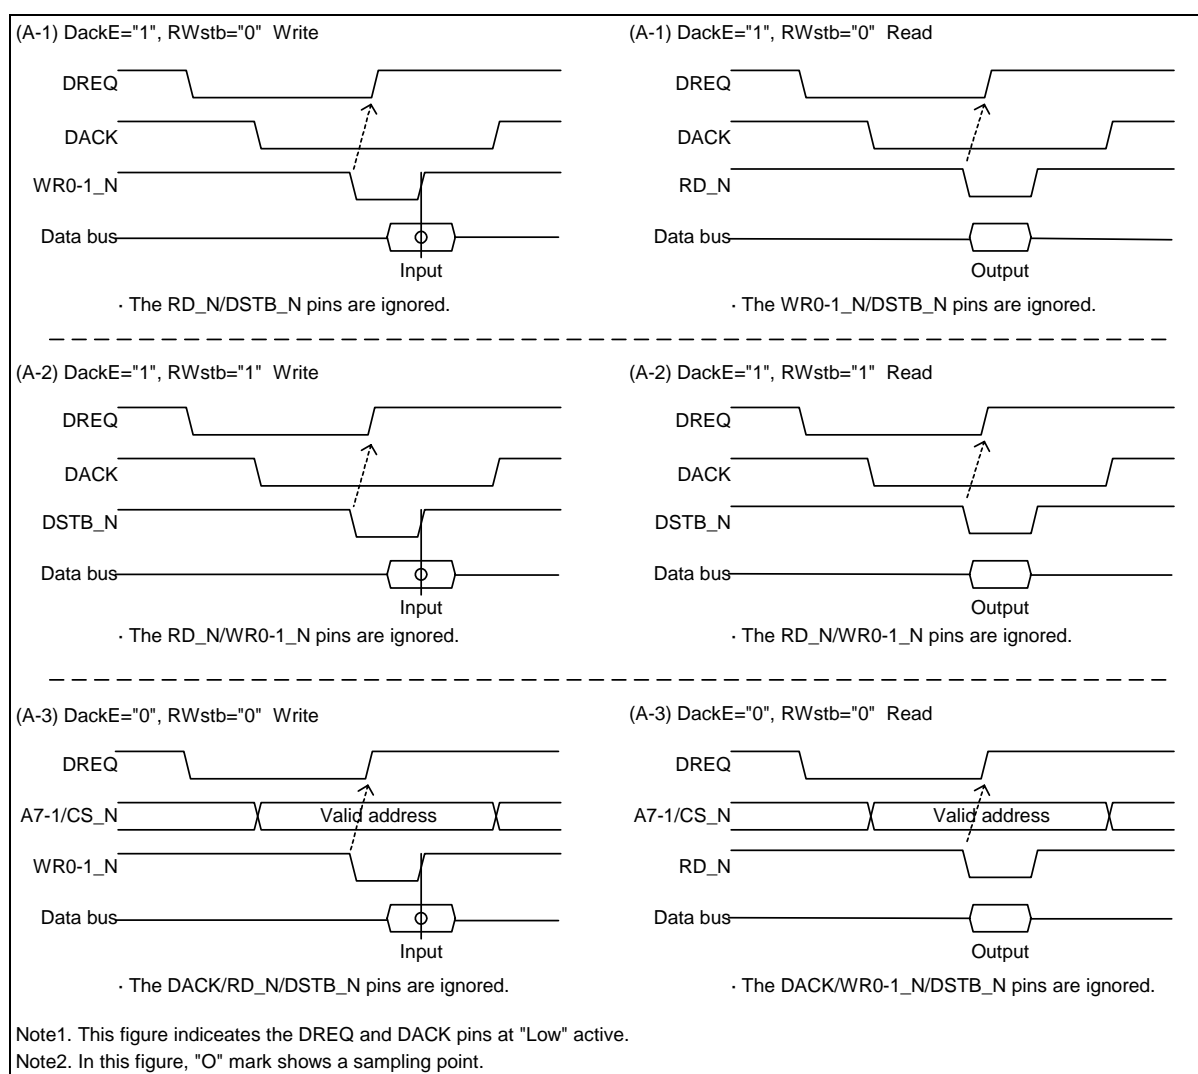 (A-1) DackE="1", RWstb="0" Write
DREQ
DACK
WR0-1_N
Data bus
Input
· The RD_N/DSTB_N pins are ignored.
(A-1) DackE="1", RWstb="0" Read
DREQ
DACK
RD_N
Data bus
Output
· The WR0-1_N/DSTB_N pins are ignored.
(A-2) DackE="1", RWstb="1" Write
DREQ
DACK
DSTB_N
Data bus
Input
· The RD_N/WR0-1_N pins are ignored.
(A-2) DackE="1", RWstb="1" Read
DREQ
DACK
DSTB_N
Data bus
Output
· The RD_N/WR0-1_N pins are ignored.
(A-3) DackE="0", RWstb="0" Write
DREQ
A7-1/CS_N
Valid address
WR0-1_N
Data bus
Input
· The DACK/RD_N/DSTB_N pins are ignored.
(A-3) DackE="0", RWstb="0" Read
DREQ
A7-1/CS_N
Valid address
RD_N
Data bus
Output
· The DACK/WR0-1_N/DSTB_N pins are ignored.
Note1. This figure indiceates the DREQ and DACK pins at "Low" active.
Note2. In this figure, "O" mark shows a sampling point.